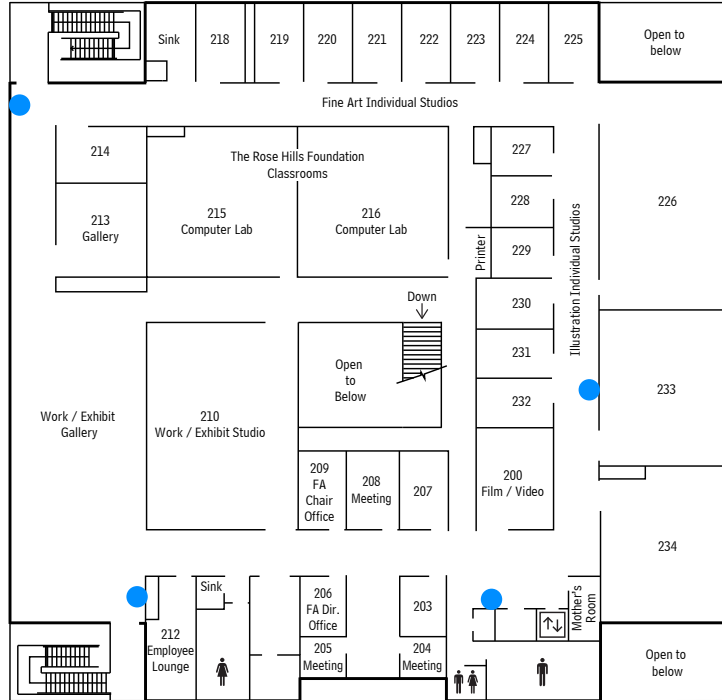 Sink
218
219
220
221
222
223
224
225
Open to
below
Fine Art Individual Studios
214
The Rose Hills Foundation
Classrooms
227
228
226
213
Gallery
215
Computer Lab
216
Computer Lab
Printer
229
Illustration Individual Studios
230
Down
231
Open
to
Below
232
233
Work / Exhibit
Gallery
210
Work / Exhibit Studio
209
FA
Chair
Office
208
Meeting
207
200
Film / Video
234
Sink
206
FA Dir.
Office
203
Mother's
Room
212
Employee
Lounge
205
Meeting
204
Meeting
Open to
below